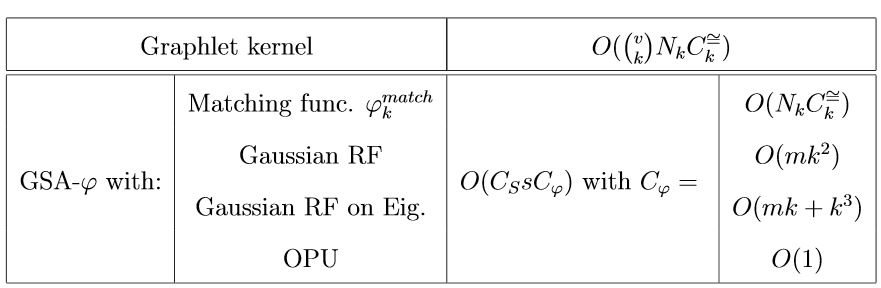 Graphlet kernel $O(\binom{v}{k} N_k C_k^{\cong})$
GSA-$\varphi$ with: Matching func. $\varphi_k^{match}$ $O(C_S s C_\varphi)$ with $C_\varphi =$ $O(N_k C_k^{\cong})$
Gaussian RF $O(mk^2)$
Gaussian RF on Eig. $O(mk + k^3)$
OPU $O(1)$